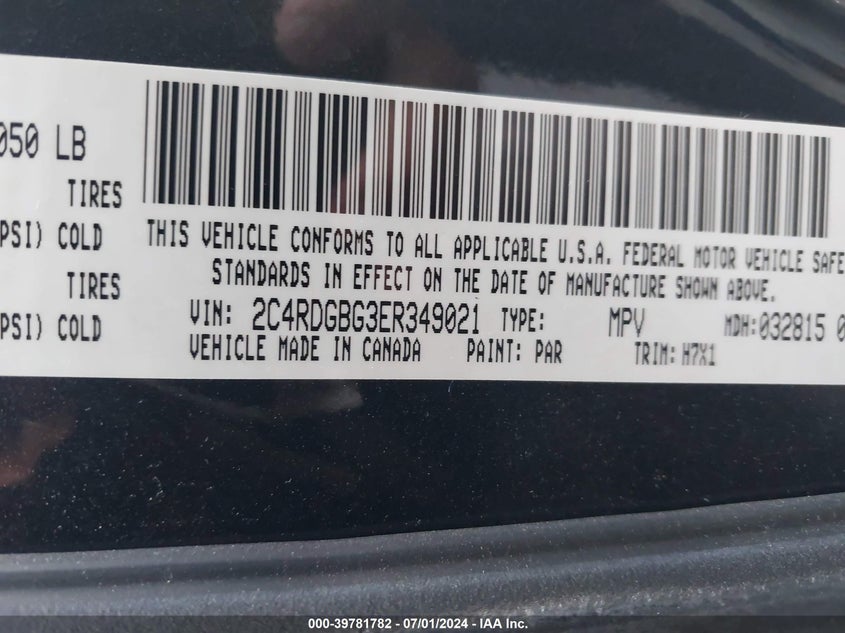 050 LB
TIRES
PSI) COLD
TIRES
PSI) COLD
THIS VEHICLE CONFORMS TO ALL APPLICABLE U.S.A. FEDERAL MOTOR VEHICLE SAFE
STANDARDS IN EFFECT ON THE DATE OF MANUFACTURE SHOWN ABOVE.
VIN: 2C4RDGBG3ER349021 TYPE: MPV MDH:032815 0
VEHICLE MADE IN CANADA PAINT: PAR TRIM: H7X1
000-39781782 - 07/01/2024 - IAA Inc.